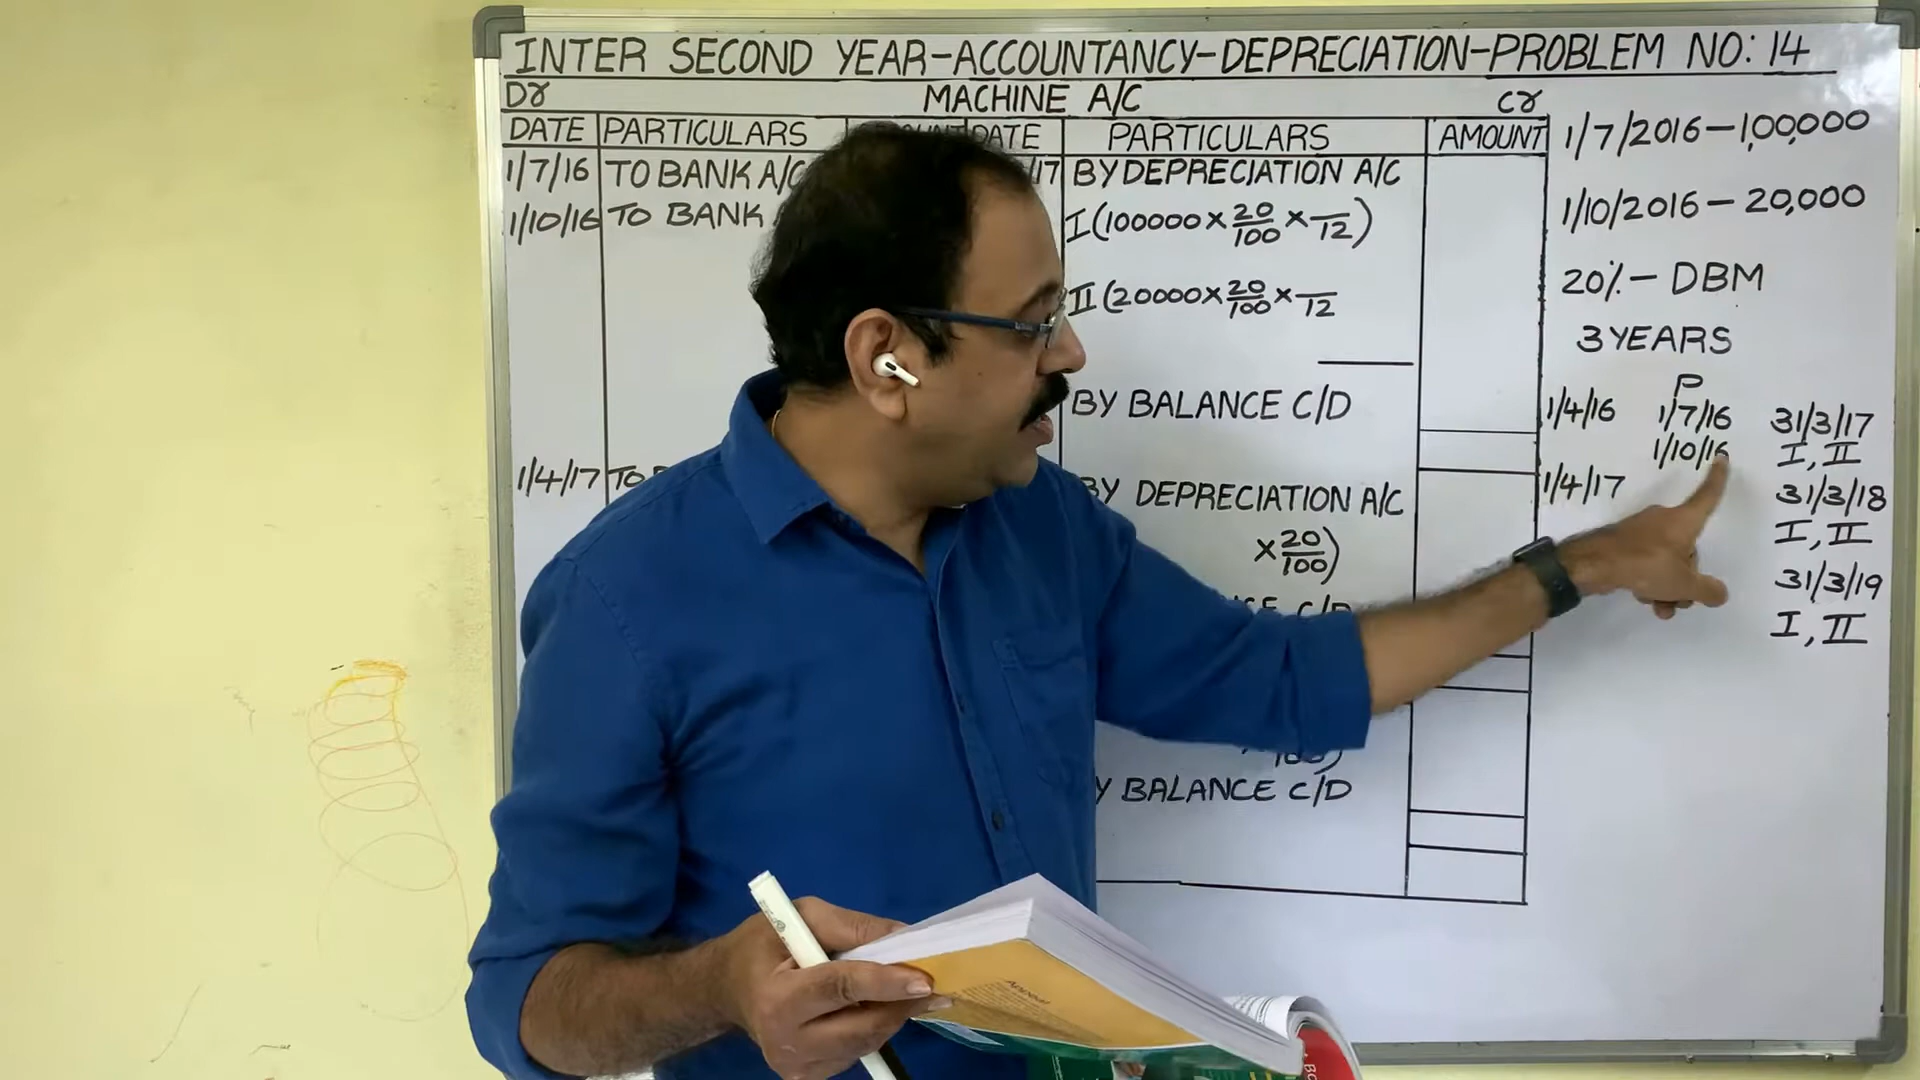 INTER SECOND YEAR-ACCOUNTANCY-DEPRECIATION-PROBLEM NO: 14
Dr MACHINE A/C Cr
DATE PARTICULARS DATE PARTICULARS AMOUNT
1/7/16 TO BANK A/C 17 BY DEPRECIATION A/C
1/10/16 TO BANK I(100000×20/100×/12)
II(20000×20/100×/12
BY BALANCE C/D
1/4/17 TO BY DEPRECIATION A/C
×20/100)
C/D
100)
Y BALANCE C/D
1/7/2016-1,00,000
1/10/2016-20,000
20%-DBM
3 YEARS
P
1/4/16 1/7/16 31/3/17
1/10/16 I, II
1/4/17 31/3/18
I, II
31/3/19
I, II
Appeal